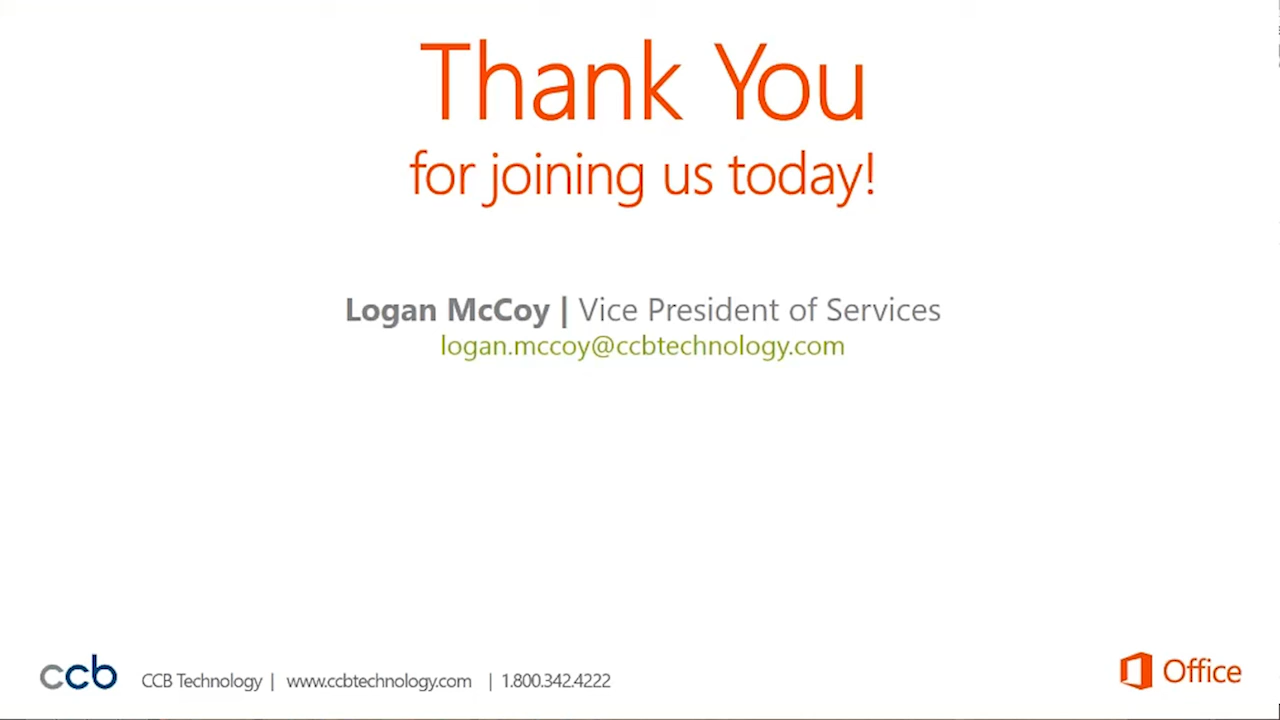 Thank You
for joining us today!
Logan McCoy | Vice President of Services
logan.mccoy@ccbtechnology.com
ccb CCB Technology | www.ccbtechnology.com | 1.800.342.4222
Office